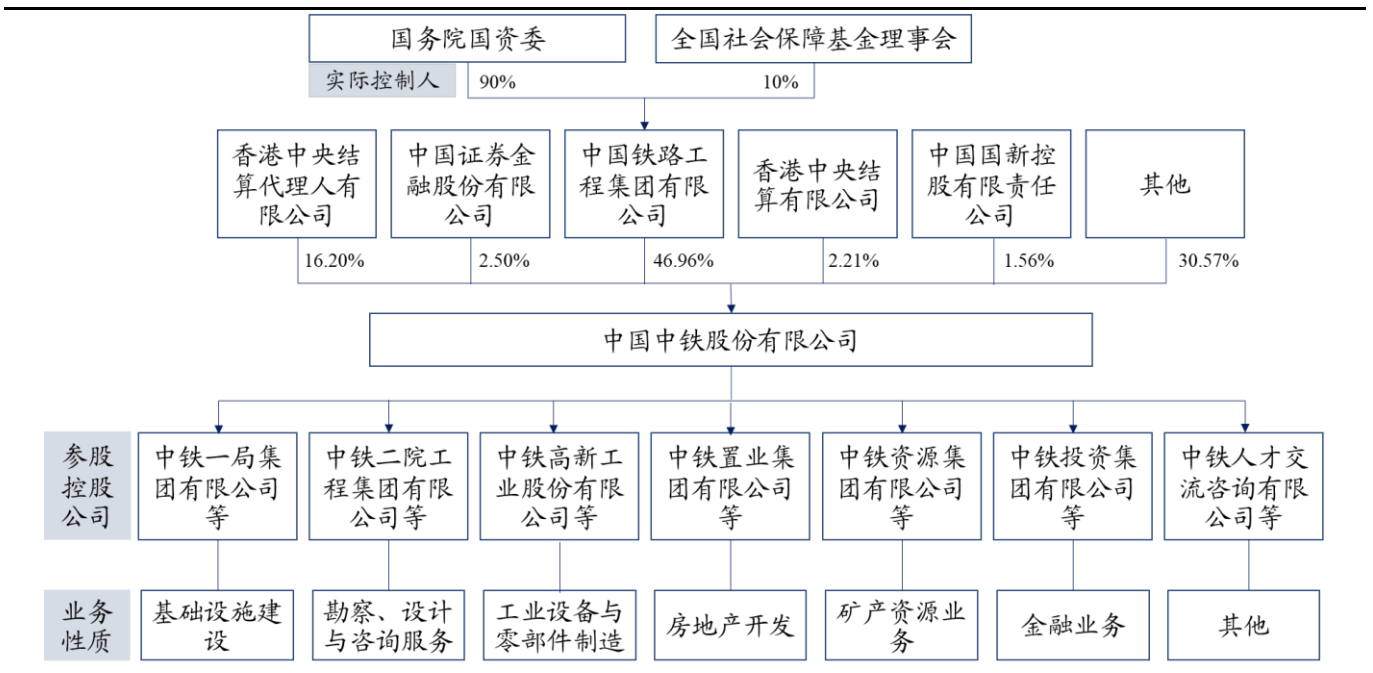 国务院国资委
全国社会保障基金理事会
实际控制人
90%
10%
香港中央结
算代理人有
限公司
中国证券金
融股份有限
公司
中国铁路工
程集团有限
公司
香港中央结
算有限公司
中国国新控
股有限责任
公司
其他
16.20%
2.50%
46.96%
2.21%
1.56%
30.57%
中国中铁股份有限公司
参股
控股
公司
中铁一局集
团有限公司
等
中铁二院工
程集团有限
公司等
中铁高新工
业股份有限
公司等
中铁置业集
团有限公司
等
中铁资源集
团有限公司
等
中铁投资集
团有限公司
等
中铁人才交
流咨询有限
公司等
业务
性质
基础设施建
设
勘察、设计
与咨询服务
工业设备与
零部件制造
房地产开发
矿产资源业
务
金融业务
其他